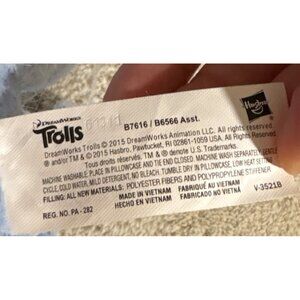 DREAMWORKS
Trolls
B7616 / B6566 Asst.
Hasbro
DreamWorks Trolls © 2015 DreamWorks Animation LLC. All rights reserved.
® and/or TM & © 2015 Hasbro, Pawtucket, RI 02861-1059 USA. All Rights Reserved.
Tous droits réservés. TM & ® denote U.S. Trademarks.
MACHINE WASHABLE: PLACE IN PILLOWCASE AND TIE END CLOSED. MACHINE WASH SEPARATELY, GENTLE
CYCLE, COLD WATER, MILD DETERGENT, NO BLEACH. TUMBLE DRY IN PILLOWCASE, LOW HEAT SETTING
FILLING: ALL NEW MATERIALS: POLYESTER FIBERS AND POLYPROPYLENE STIFFENER
MADE IN VIETNAM FABRIQUÉ AU VIETNAM
HECHO EN VIETNAM FABRICADO NO VIETNÃ
REG. NO. PA - 282
V-3521B